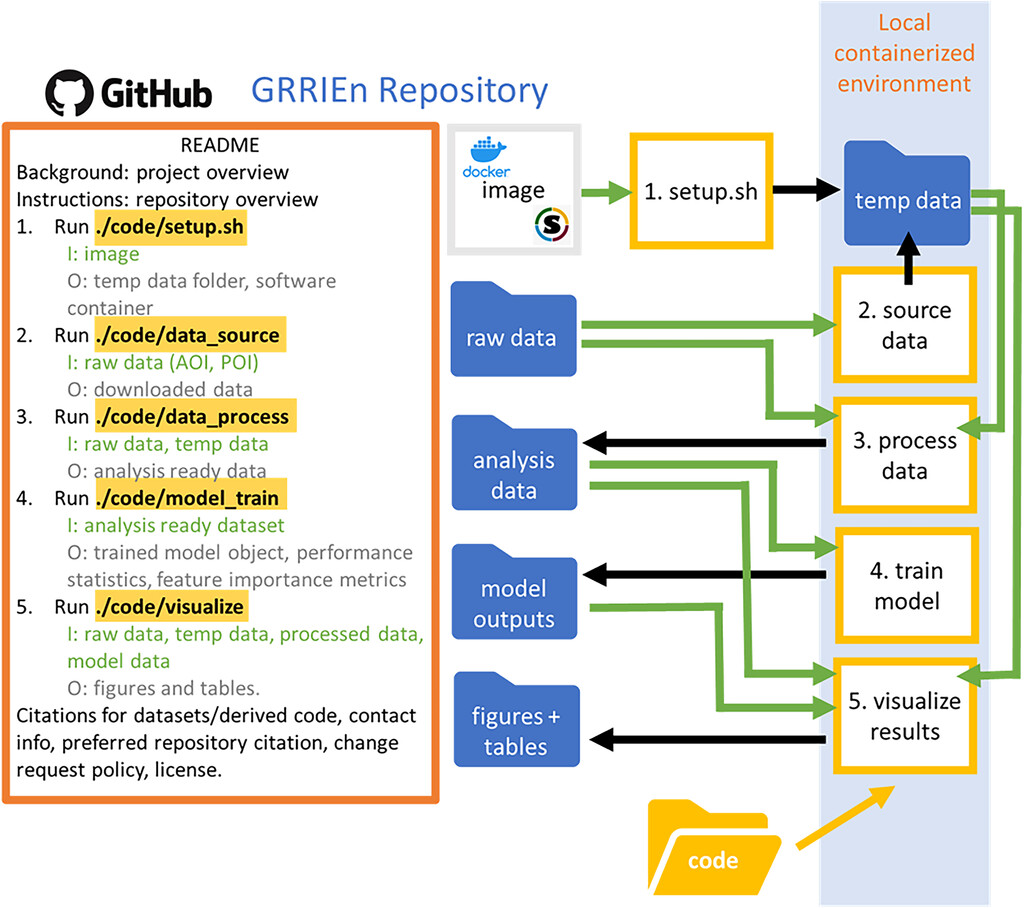 GitHub
GRRIEn Repository
Local
containerized
environment
README
Background: project overview
Instructions: repository overview
1. Run ./code/setup.sh
I: image
O: temp data folder, software
container
2. Run ./code/data_source
I: raw data (AOI, POI)
O: downloaded data
3. Run ./code/data_process
I: raw data, temp data
O: analysis ready data
4. Run ./code/model_train
I: analysis ready dataset
O: trained model object, performance
statistics, feature importance metrics
5. Run ./code/visualize
I: raw data, temp data, processed data,
model data
O: figures and tables.
Citations for datasets/derived code, contact
info, preferred repository citation, change
request policy, license.
docker
image
S
1. setup.sh
temp data
raw data
2. source
data
analysis
data
3. process
data
model
outputs
4. train
model
figures +
tables
5. visualize
results
code